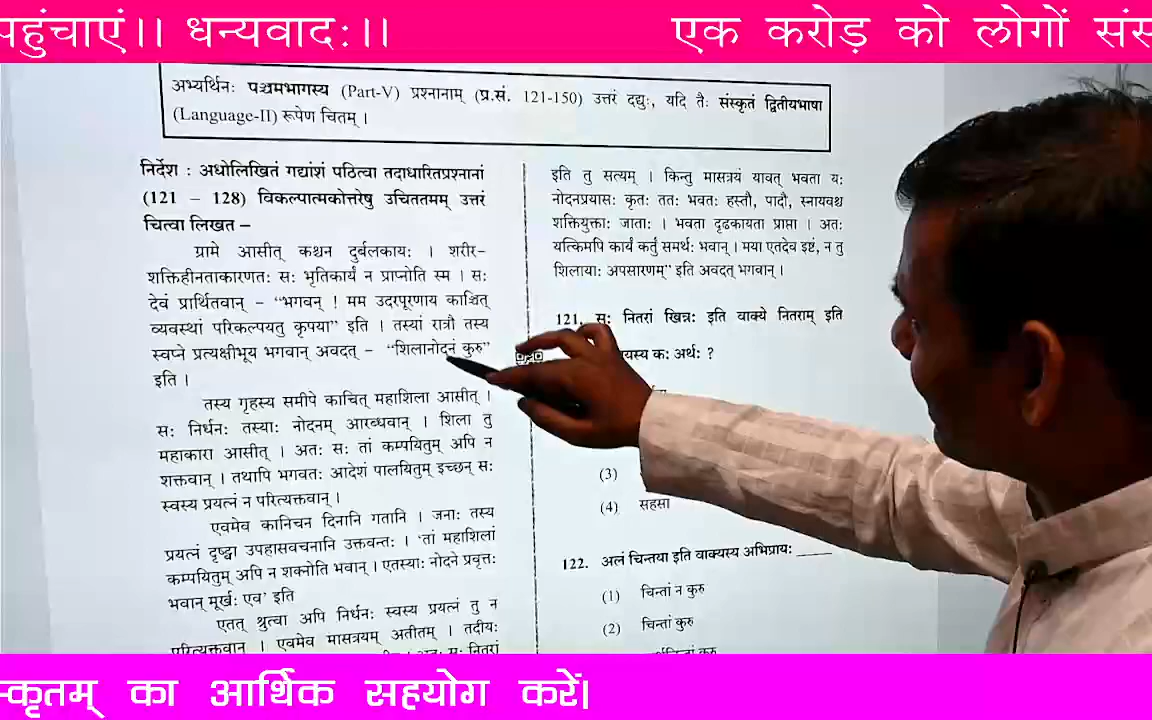 पहुंचाएं।। धन्यवादः।।
एक करोड़ को लोगों संस
अभ्यर्थिनः पञ्चमभागस्य (Part-V) प्रश्नानाम् (प्र.सं. 121-150) उत्तरं दद्युः, यदि तैः संस्कृतं द्वितीयभाषा
(Language-II) रूपेण चितम् ।
निर्देश : अधोलिखितं गद्यांशं पठित्वा तदाधारितप्रश्नानां
(121 – 128) विकल्पात्मकोत्तरेषु उचिततमम् उत्तरं
चित्वा लिखत –
ग्रामे आसीत् कश्चन दुर्बलकायः । शरीर-
शक्तिहीनताकारणतः सः भृतिकार्यं न प्राप्नोति स्म । सः
देवं प्रार्थितवान् – “भगवन् ! मम उदरपूरणाय काञ्चित्
व्यवस्थां परिकल्पयतु कृपया” इति । तस्यां रात्रौ तस्य
स्वप्ने प्रत्यक्षीभूय भगवान् अवदत् – “शिलानोदनं कुरु”
इति ।
तस्य गृहस्य समीपे काचित् महाशिला आसीत् ।
सः निर्धनः तस्याः नोदनम् आरब्धवान् । शिला तु
महाकारा आसीत् । अतः सः तां कम्पयितुम् अपि न
शक्तवान् । तथापि भगवतः आदेशं पालयितुम् इच्छन् सः
स्वस्य प्रयत्नं न परित्यक्तवान् ।
एवमेव कानिचन दिनानि गतानि । जनाः तस्य
प्रयत्नं दृष्ट्वा उपहासवचनानि उक्तवन्तः । ‘तां महाशिलां
कम्पयितुम् अपि न शक्नोति भवान् । एतस्याः नोदने प्रवृत्तः
भवान् मूर्खः एव’ इति
एतत् श्रुत्वा अपि निर्धनः स्वस्य प्रयत्नं तु न
परित्यक्तवान् । एवमेव मासत्रयम् अतीतम् । तदीयः
सः नितरां
इति तु सत्यम् । किन्तु मासत्रयं यावत् भवता यः
नोदनप्रयासः कृतः ततः भवतः हस्तौ, पादौ, स्नायवश्च
शक्तियुक्ताः जाताः । भवता दृढकायता प्राप्ता । अतः
यत्किमपि कार्यं कर्तुं समर्थः भवान् । मया एतदेव इष्टं, न तु
शिलायाः अपसारणम्” इति अवदत् भगवान् ।
121. सः नितरां खिन्नः इति वाक्ये नितराम् इति
यस्य कः अर्थः ?
(3)
(4) सहसा
122. अलं चिन्तया इति वाक्यस्य अभिप्रायः ____
(1) चिन्तां न कुरु
(2) चिन्तां कुरु
स्कृतम् का आर्थिक सहयोग करें।